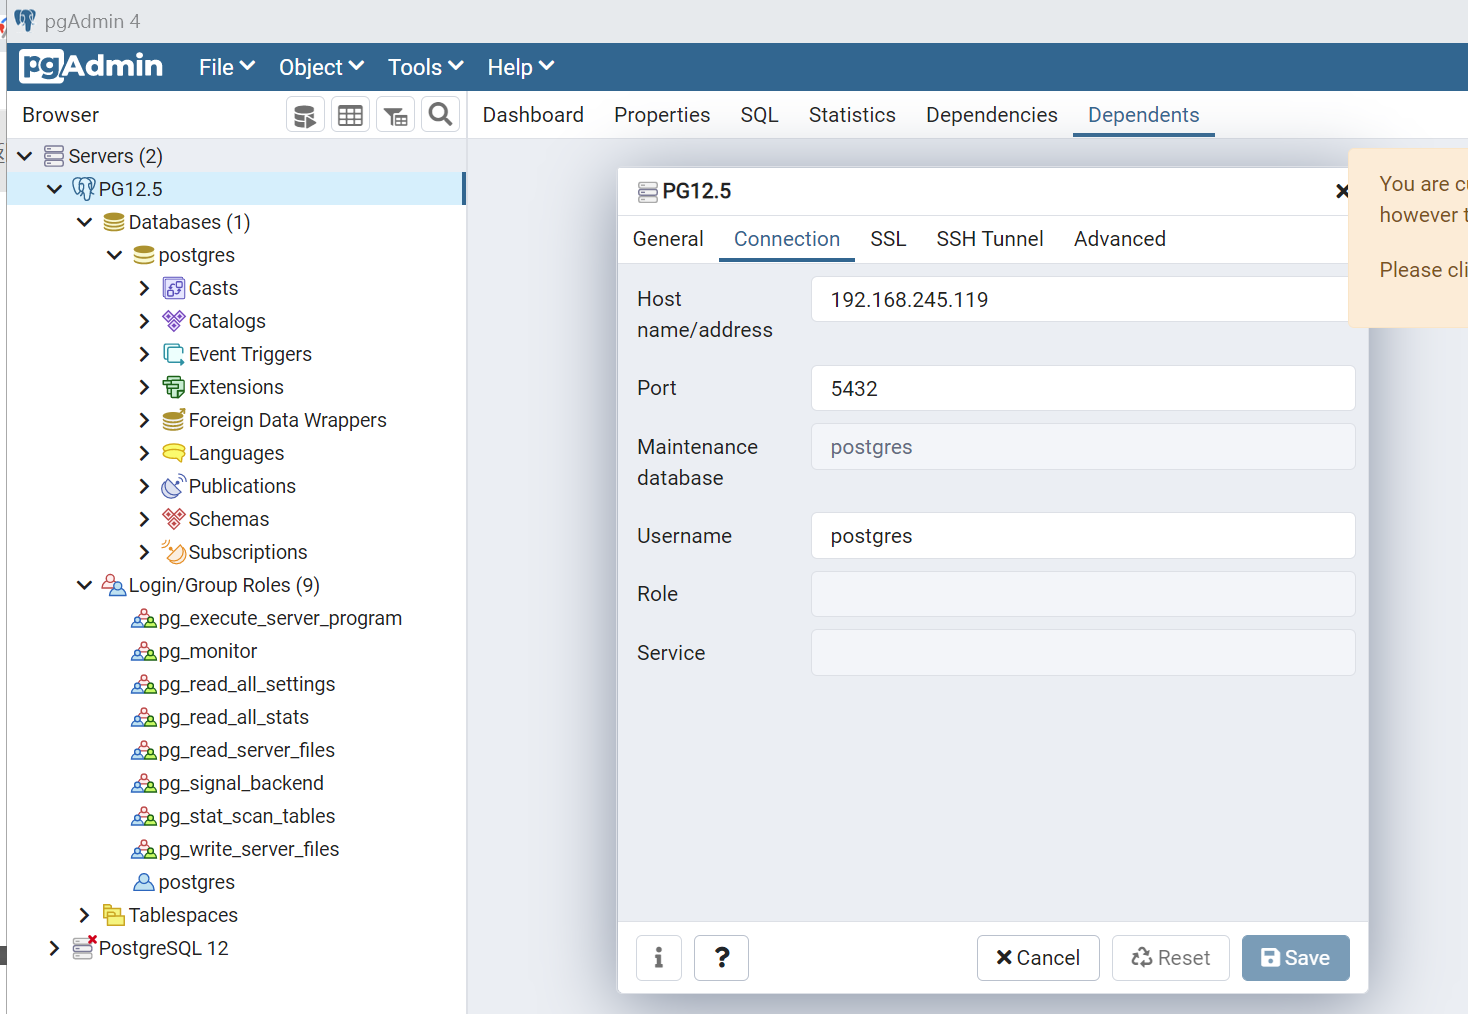 pgAdmin 4
pgAdmin File Object Tools Help
Browser
Dashboard Properties SQL Statistics Dependencies Dependents
Servers (2)
PG12.5
Databases (1)
postgres
Casts
Catalogs
Event Triggers
Extensions
Foreign Data Wrappers
Languages
Publications
Schemas
Subscriptions
Login/Group Roles (9)
pg_execute_server_program
pg_monitor
pg_read_all_settings
pg_read_all_stats
pg_read_server_files
pg_signal_backend
pg_stat_scan_tables
pg_write_server_files
postgres
Tablespaces
PostgreSQL 12
PG12.5
General Connection SSL SSH Tunnel Advanced
Host name/address
192.168.245.119
Port
5432
Maintenance database
postgres
Username
postgres
Role
Service
i ? Cancel Reset Save
You are
however
Please